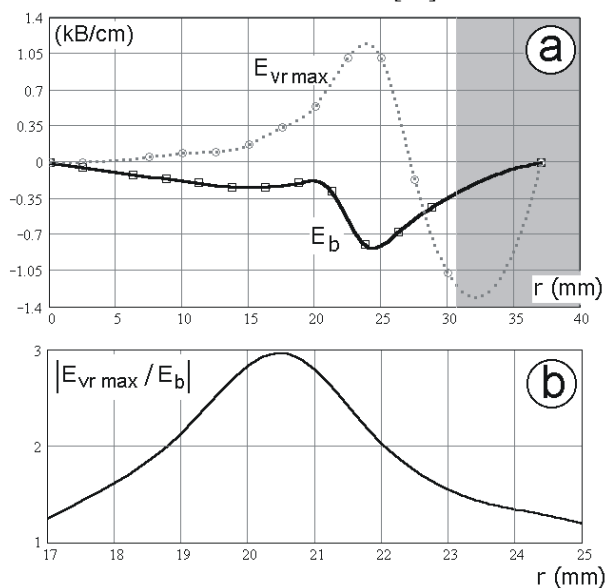 1.4
(kB/cm)
a
1.05
E vr max
0.7
0.35
0
-0.35
E b
-0.7
-1.05
r (mm)
-1.4
0 5 10 15 20 25 30 35 40
3
|E vr max / E b|
b
2
1
17 18 19 20 21 22 23 24 25
r (mm)